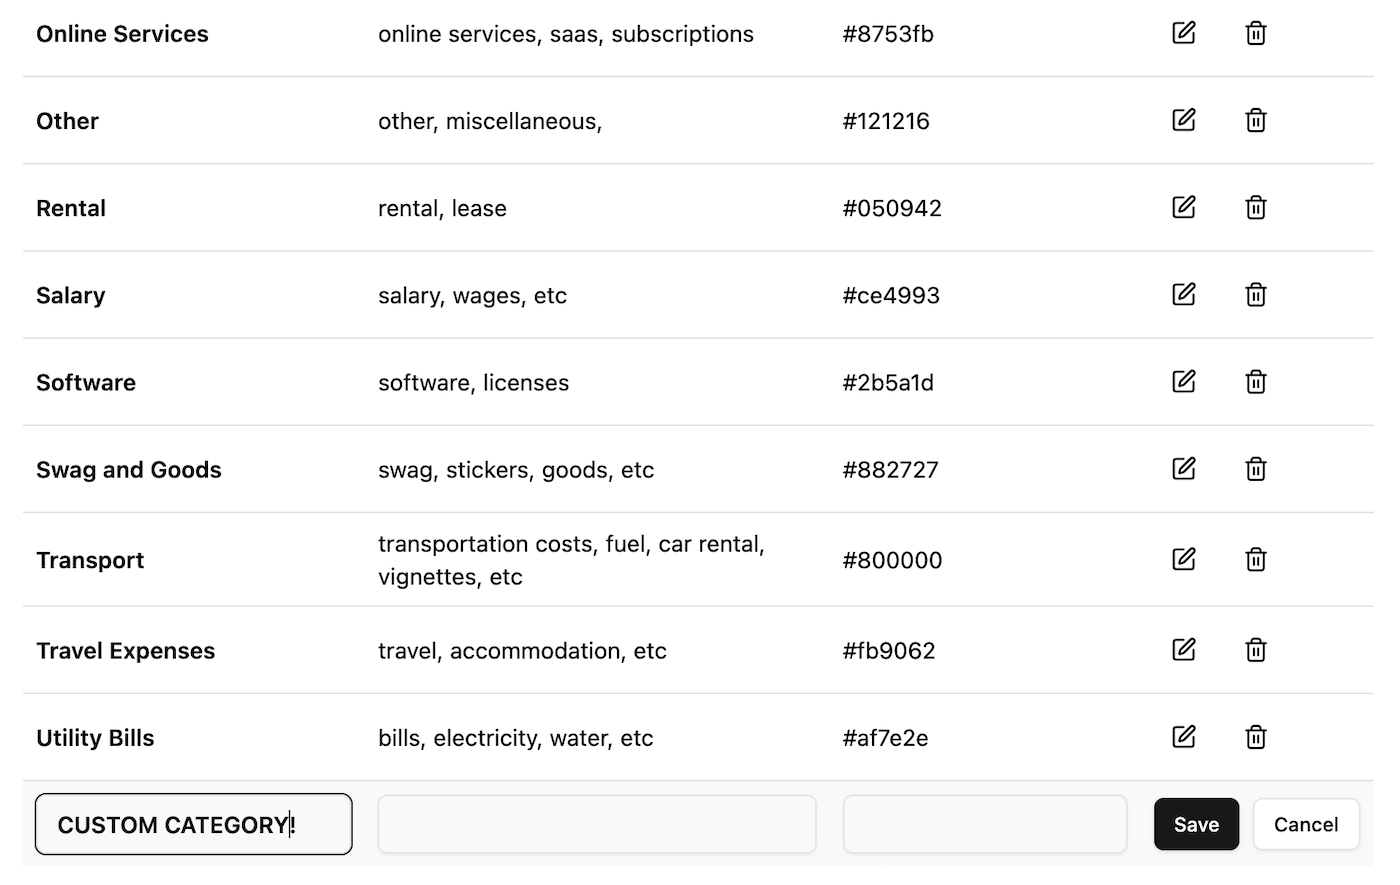 Online Services online services, saas, subscriptions #8753fb
Other other, miscellaneous, #121216
Rental rental, lease #050942
Salary salary, wages, etc #ce4993
Software software, licenses #2b5a1d
Swag and Goods swag, stickers, goods, etc #882727
Transport transportation costs, fuel, car rental, #800000
vignettes, etc
Travel Expenses travel, accommodation, etc #fb9062
Utility Bills bills, electricity, water, etc #af7e2e
CUSTOM CATEGORY! Save Cancel